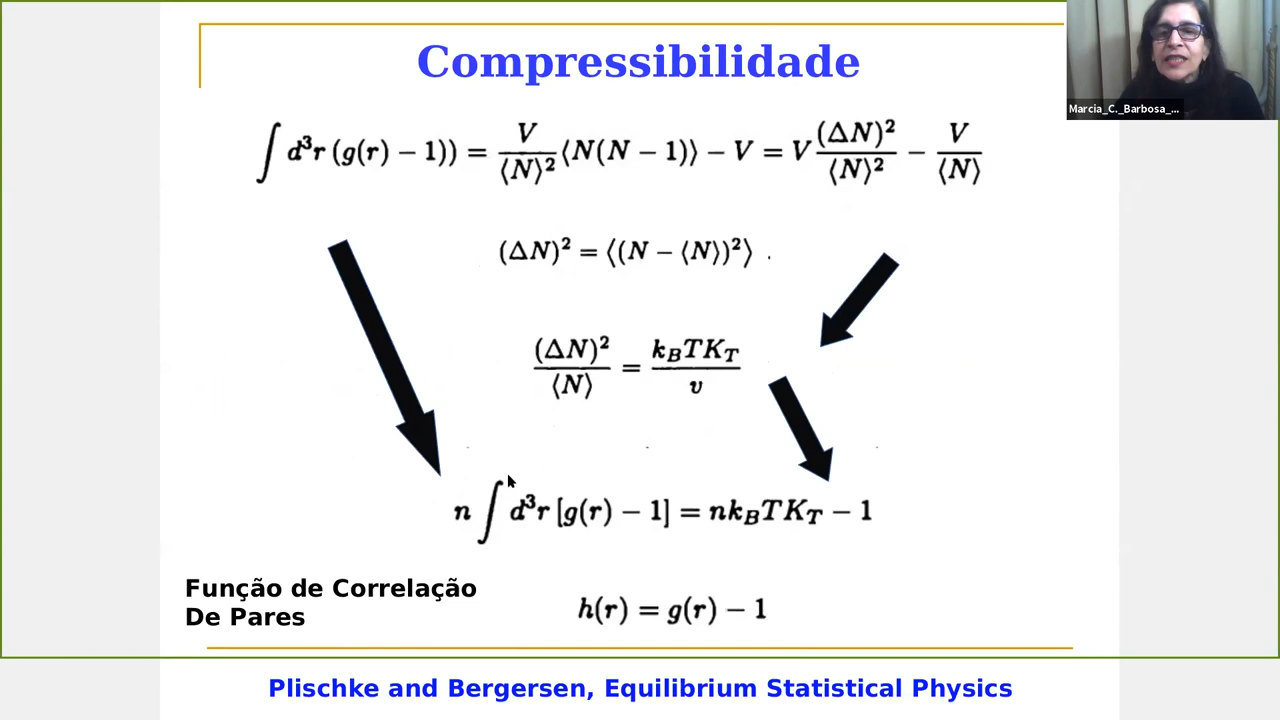 Compressibilidade
Marcia_C._Barbosa_...
∫ d³r (g(r) − 1)) = V/⟨N⟩² ⟨N(N − 1)⟩ − V = V (ΔN)²/⟨N⟩² − V/⟨N⟩
(ΔN)² = ⟨(N − ⟨N⟩)²⟩ .
(ΔN)²/⟨N⟩ = k_B T K_T / v
n ∫ d³r [g(r) − 1] = n k_B T K_T − 1
Função de Correlação
De Pares
h(r) = g(r) − 1
Plischke and Bergersen, Equilibrium Statistical Physics